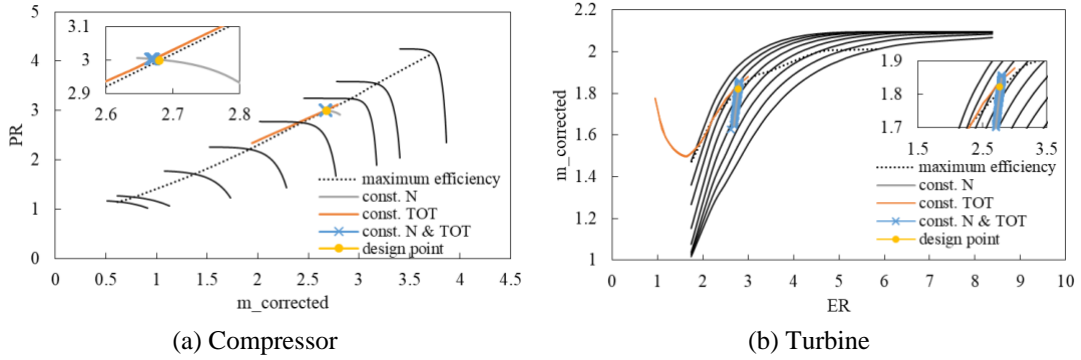 5
4
3
2
1
0
PR
0 0.5 1 1.5 2 2.5 3 3.5 4 4.5
m_corrected
3.1
3
2.9
2.6 2.7 2.8
maximum efficiency
const. N
const. TOT
const. N & TOT
design point
(a) Compressor
2.2
2
1.8
1.6
1.4
1.2
1
m_corrected
0 1 2 3 4 5 6 7 8 9 10
ER
1.9
1.8
1.7
1.5 2.5 3.5
maximum efficiency
const. N
const. TOT
const. N & TOT
design point
(b) Turbine